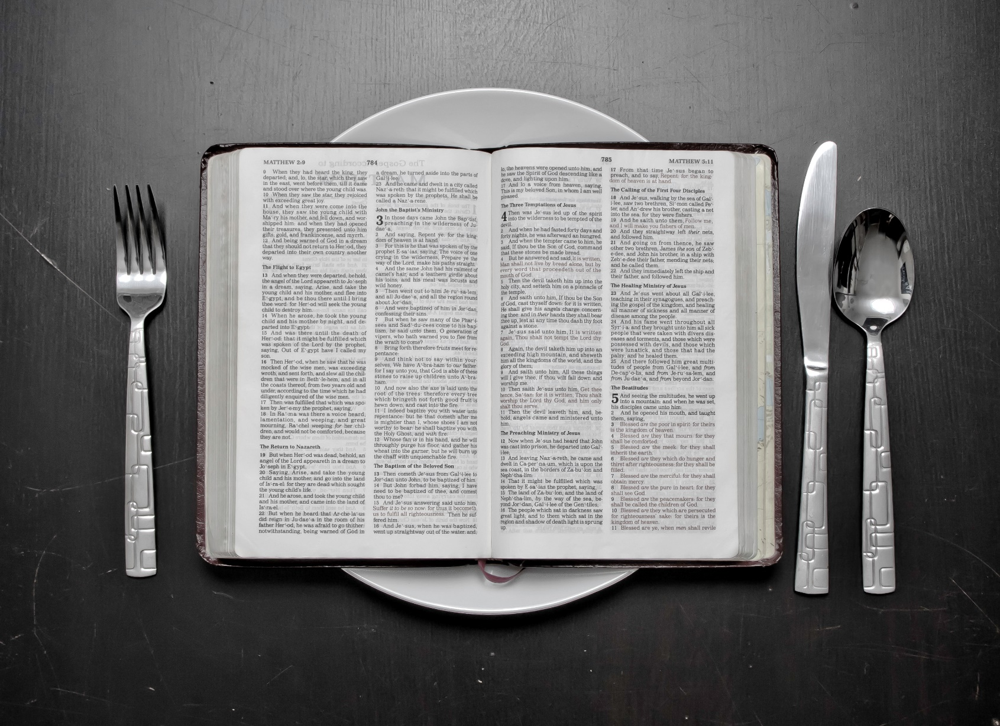 MATTHEW 2:9
784
9 When they had heard the king, they
departed; and, lo, the star, which they saw
in the east, went before them, till it came
and stood over where the young child was.
10 When they saw the star, they rejoiced
with exceeding great joy.
11 And when they were come into the
house, they saw the young child with
Ma´-ry his mother, and fell down, and wor-
shipped him: and when they had opened
their treasures, they presented unto him
gifts; gold, and frankincense, and myrrh.
12 And being warned of God in a dream
that they should not return to Her´-od, they
departed into their own country another
way.
The Flight to Egypt
13 And when they were departed, behold,
the angel of the Lord appeareth to Jo´-seph
in a dream, saying, Arise, and take the
young child and his mother, and flee into
E´-gypt, and be thou there until I bring
thee word: for Her´-od will seek the young
child to destroy him.
14 When he arose, he took the young
child and his mother by night, and de-
parted into E´-gypt:
15 And was there until the death of
Her´-od: that it might be fulfilled which
was spoken of the Lord by the prophet,
saying, Out of E´-gypt have I called my
son.
16 Then Her´-od, when he saw that he was
mocked of the wise men, was exceeding
wroth, and sent forth, and slew all the chil-
dren that were in Beth´-le-hem, and in all
the coasts thereof, from two years old and
under, according to the time which he had
diligently enquired of the wise men.
17 Then was fulfilled that which was spo-
ken by Jer´-e-my the prophet, saying,
18 In Ra´-ma was there a voice heard,
lamentation, and weeping, and great
mourning, Ra´-chel weeping for her chil-
dren, and would not be comforted, because
they are not.
The Return to Nazareth
19 But when Her´-od was dead, behold, an
angel of the Lord appeareth in a dream to
Jo´-seph in E´-gypt,
20 Saying, Arise, and take the young
child and his mother, and go into the land
of Is´-ra-el: for they are dead which sought
the young child's life.
21 And he arose, and took the young child
and his mother, and came into the land of
Is´-ra-el.
22 But when he heard that Ar-che-la´-us
did reign in Ju-dae´-a in the room of his
father Her´-od, he was afraid to go thither:
notwithstanding, being warned of God in
a dream, he turned aside into the parts of
Gal´-i-lee:
23 And he came and dwelt in a city called
Naz´-a-reth: that it might be fulfilled which
was spoken by the prophets, He shall be
called a Naz´-a-rene.
John the Baptist's Ministry
3 In those days came John the Bap´-tist,
preaching in the wilderness of Ju-
dae´-a,
2 And saying, Repent ye: for the king-
dom of heaven is at hand.
3 For this is he that was spoken of by the
prophet E-sa´-ias, saying, The voice of one
crying in the wilderness, Prepare ye the
way of the Lord, make his paths straight.
4 And the same John had his raiment of
camel's hair, and a leathern girdle about
his loins; and his meat was locusts and
wild honey.
5 Then went out to him Je-ru´-sa-lem,
and all Ju-dae´-a, and all the region round
about Jor´-dan,
6 And were baptized of him in Jor´-dan,
confessing their sins.
7 But when he saw many of the Phar´-i-
sees and Sad´-du-cees come to his bap-
tism, he said unto them, O generation of
vipers, who hath warned you to flee from
the wrath to come?
8 Bring forth therefore fruits meet for re-
pentance:
9 And think not to say within your-
selves, We have A´-bra-ham to our father:
for I say unto you, that God is able of these
stones to raise up children unto A´-bra-
ham.
10 And now also the axe is laid unto the
root of the trees: therefore every tree
which bringeth not forth good fruit is
hewn down, and cast into the fire.
11 I indeed baptize you with water unto
repentance: but he that cometh after me
is mightier than I, whose shoes I am not
worthy to bear: he shall baptize you with
the Holy Ghost, and with fire:
12 Whose fan is in his hand, and he will
throughly purge his floor, and gather his
wheat into the garner; but he will burn up
the chaff with unquenchable fire.
The Baptism of the Beloved Son
13 Then cometh Je´-sus from Gal´-i-lee to
Jor´-dan unto John, to be baptized of him.
14 But John forbad him, saying, I have
need to be baptized of thee, and comest
thou to me?
15 And Je´-sus answering said unto him,
Suffer it to be so now: for thus it becometh
us to fulfil all righteousness. Then he suf-
fered him.
16 And Je´-sus, when he was baptized,
went up straightway out of the water: and,
785
MATTHEW 5:11
lo, the heavens were opened unto him, and
he saw the Spirit of God descending like a
dove, and lighting upon him:
17 And lo a voice from heaven, saying,
This is my beloved Son, in whom I am well
pleased.
The Three Temptations of Jesus
4 Then was Je´-sus led up of the spirit
into the wilderness to be tempted of the
devil.
2 And when he had fasted forty days and
forty nights, he was afterward an hungred.
3 And when the tempter came to him, he
said, If thou be the Son of God, command
that these stones be made bread.
4 But he answered and said, It is written,
Man shall not live by bread alone, but by
every word that proceedeth out of the
mouth of God.
5 Then the devil taketh him up into the
holy city, and setteth him on a pinnacle of
the temple,
6 And saith unto him, If thou be the Son
of God, cast thyself down: for it is written,
He shall give his angels charge concern-
ing thee: and in their hands they shall bear
thee up, lest at any time thou dash thy foot
against a stone.
7 Je´-sus said unto him, It is written
again, Thou shalt not tempt the Lord thy
God.
8 Again, the devil taketh him up into an
exceeding high mountain, and sheweth
him all the kingdoms of the world, and the
glory of them;
9 And saith unto him, All these things
will I give thee, if thou wilt fall down and
worship me.
10 Then saith Je´-sus unto him, Get thee
hence, Sa´-tan: for it is written, Thou shalt
worship the Lord thy God, and him only
shalt thou serve.
11 Then the devil leaveth him, and, be-
hold, angels came and ministered unto
him.
The Preaching Ministry of Jesus
12 Now when Je´-sus had heard that John
was cast into prison, he departed into Gal´-
i-lee;
13 And leaving Naz´-a-reth, he came and
dwelt in Ca-per´-na-um, which is upon the
sea coast, in the borders of Za-bu´-lon and
Neph´-tha-lim:
14 That it might be fulfilled which was
spoken by E-sa´-ias the prophet, saying,
15 The land of Za-bu´-lon, and the land of
Neph´-tha-lim, by the way of the sea, be-
yond Jor´-dan, Gal´-i-lee of the Gen´-tiles;
16 The people which sat in darkness saw
great light; and to them which sat in the
region and shadow of death light is sprung
up.
17 From that time Je´-sus began to
preach, and to say, Repent: for the king-
dom of heaven is at hand.
The Calling of the First Four Disciples
18 And Je´-sus, walking by the sea of Gal´-
i-lee, saw two brethren, Si´-mon called Pe´-
ter, and An´-drew his brother, casting a net
into the sea: for they were fishers.
19 And he saith unto them, Follow me,
and I will make you fishers of men.
20 And they straightway left their nets,
and followed him.
21 And going on from thence, he saw
other two brethren, James the son of Zeb´-
e-dee, and John his brother, in a ship with
Zeb´-e-dee their father, mending their nets;
and he called them.
22 And they immediately left the ship and
their father, and followed him.
The Healing Ministry of Jesus
23 And Je´-sus went about all Gal´-i-lee,
teaching in their synagogues, and preach-
ing the gospel of the kingdom, and healing
all manner of sickness and all manner of
disease among the people.
24 And his fame went throughout all
Syr´-i-a: and they brought unto him all sick
people that were taken with divers dis-
eases and torments, and those which were
possessed with devils, and those which
were lunatick, and those that had the
palsy; and he healed them.
25 And there followed him great multi-
tudes of people from Gal´-i-lee, and from
De-cap´-o-lis, and from Je-ru´-sa-lem, and
from Ju-dae´-a, and from beyond Jor´-dan.
The Beatitudes
5 And seeing the multitudes, he went up
into a mountain: and when he was set,
his disciples came unto him:
2 And he opened his mouth, and taught
them, saying,
3 Blessed are the poor in spirit: for theirs
is the kingdom of heaven.
4 Blessed are they that mourn: for they
shall be comforted.
5 Blessed are the meek: for they shall
inherit the earth.
6 Blessed are they which do hunger and
thirst after righteousness: for they shall be
filled.
7 Blessed are the merciful: for they shall
obtain mercy.
8 Blessed are the pure in heart: for they
shall see God.
9 Blessed are the peacemakers: for they
shall be called the children of God.
10 Blessed are they which are persecuted
for righteousness' sake: for theirs is the
kingdom of heaven.
11 Blessed are ye, when men shall revile